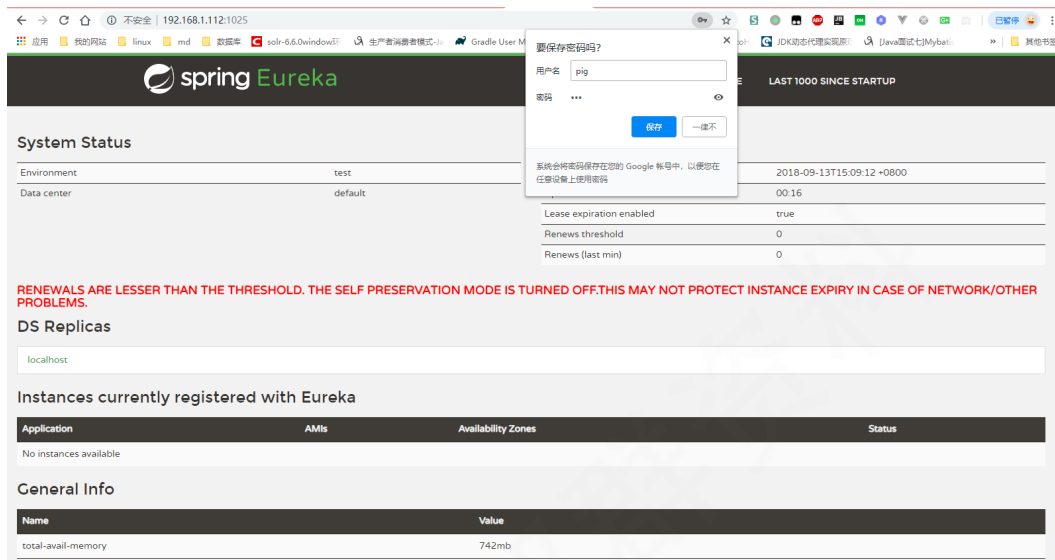 不安全 | 192.168.1.112:1025
已暂停
应用 我的网站 linux md 数据库 solr-6.6.0window环 生产者消费者模式-Ja Gradle User M JDK动态代理实现原 [Java面试七]Mybati » 其他书签
spring Eureka
LAST 1000 SINCE STARTUP
要保存密码吗?
用户名 pig
密码 •••
保存 一律不
系统会将密码保存在您的 Google 帐号中，以便您在
任意设备上使用密码
System Status
Environment test
2018-09-13T15:09:12 +0800
Data center default
00:16
Lease expiration enabled true
Renews threshold 0
Renews (last min) 0
RENEWALS ARE LESSER THAN THE THRESHOLD. THE SELF PRESERVATION MODE IS TURNED OFF.THIS MAY NOT PROTECT INSTANCE EXPIRY IN CASE OF NETWORK/OTHER
PROBLEMS.
DS Replicas
localhost
Instances currently registered with Eureka
Application AMIs Availability Zones Status
No instances available
General Info
Name Value
total-avail-memory 742mb